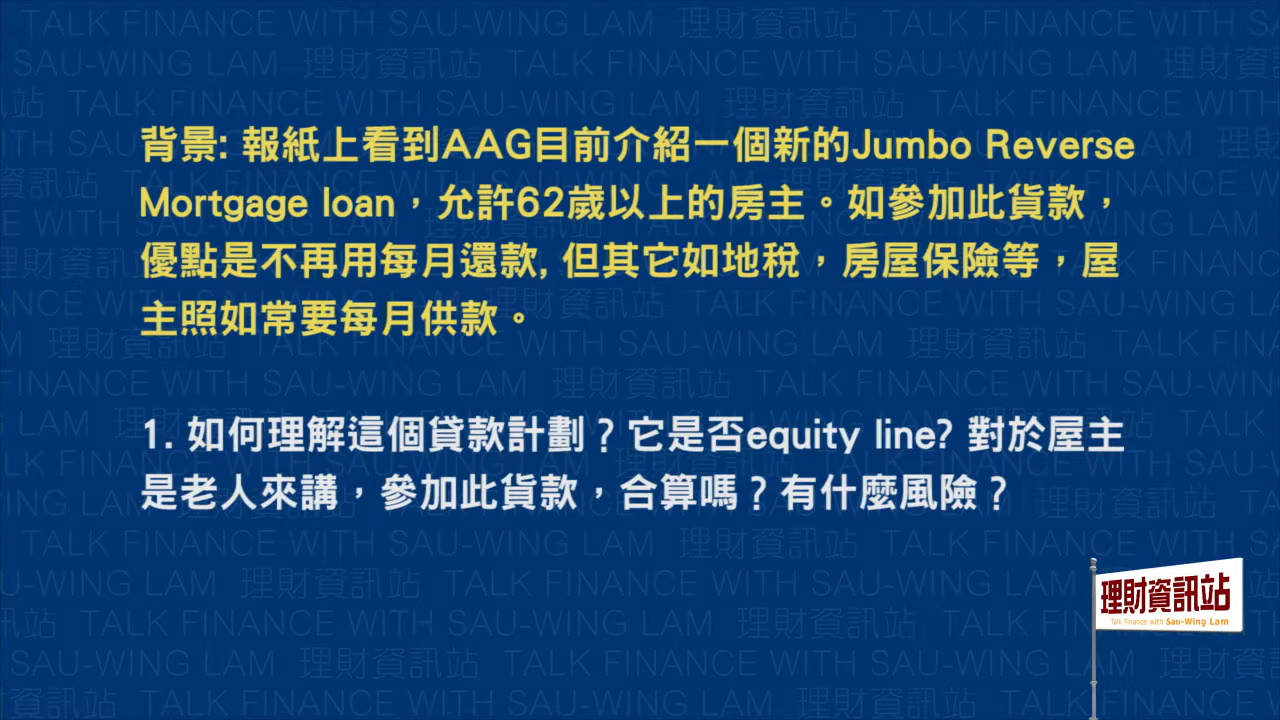 背景: 報紙上看到AAG目前介紹一個新的Jumbo Reverse
Mortgage loan，允許62歲以上的房主。如參加此貨款，
優點是不再用每月還款, 但其它如地稅，房屋保險等，屋
主照如常要每月供款。
1. 如何理解這個貸款計劃？它是否equity line? 對於屋主
是老人來講，參加此貨款，合算嗎？有什麼風險？
理財資訊站
Talk Finance with Sau-Wing Lam